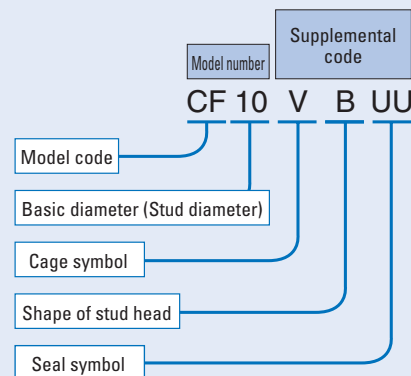 Supplemental
code
Model number
CF 10 V B UU
Model code
Basic diameter (Stud diameter)
Cage symbol
Shape of stud head
Seal symbol